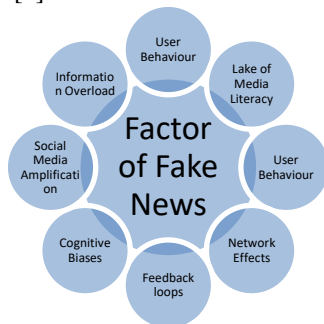 User
Behaviour
Informatio
n Overload
Lake of
Media
Literacy
Social
Media
Amplificati
on
Factor
of Fake
News
User
Behaviour
Cognitive
Biases
Network
Effects
Feedback
loops